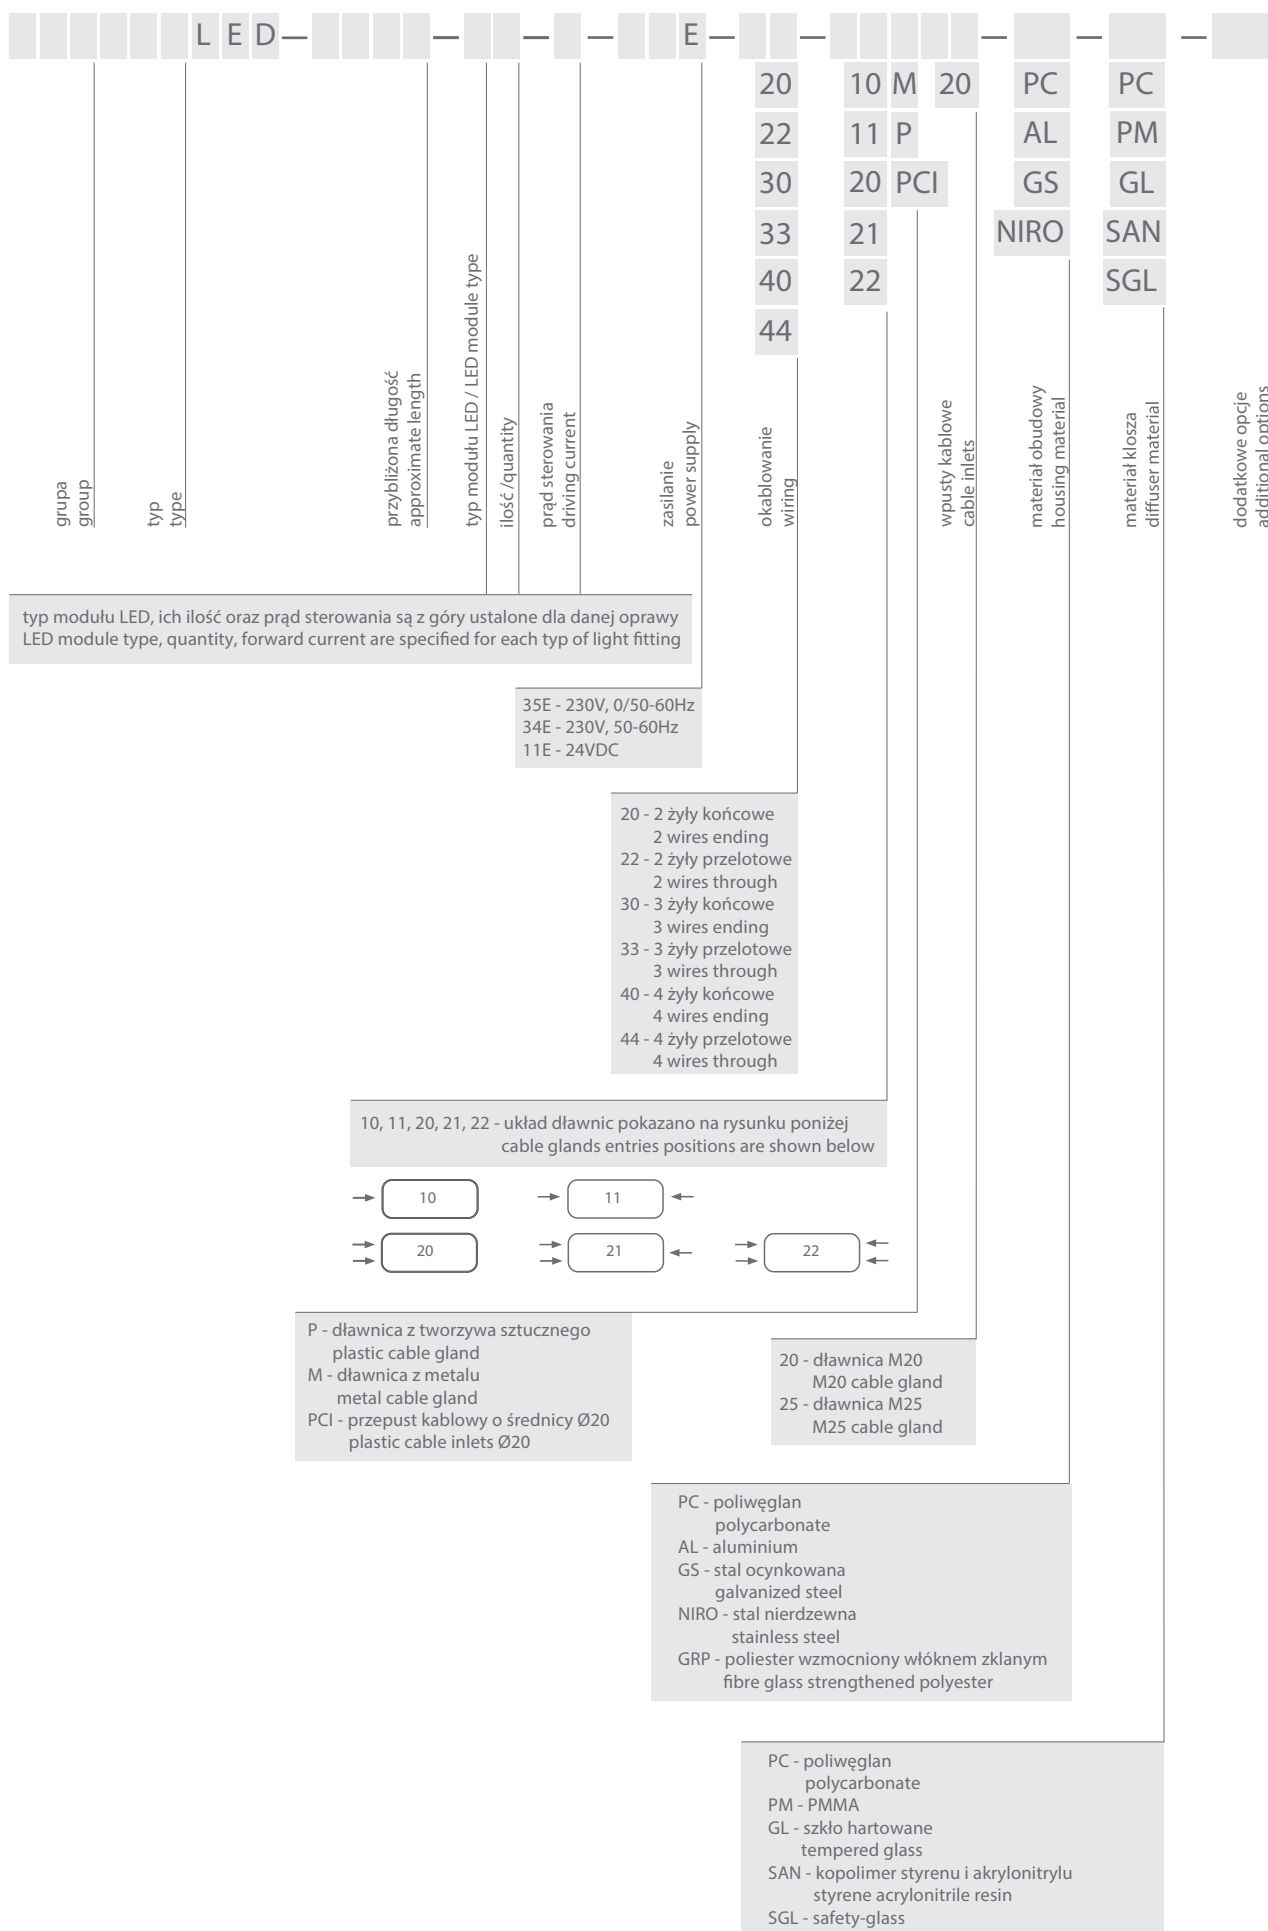 L E D — — — — E — — — — —
20 10 M 20 PC PC
22 11 P AL PM
30 20 PCI GS GL
33 21 NIRO SAN
40 22 SGL
44
grupa
group
typ
type
przybliżona długość
approximate length
typ modułu LED / LED module type
ilość /quantity
prąd sterowania
driving current
zasilanie
power supply
okablowanie
wiring
wpusty kablowe
cable inlets
materiał obudowy
housing material
materiał klosza
diffuser material
dodatkowe opcje
additional options
typ modułu LED, ich ilość oraz prąd sterowania są z góry ustalone dla danej oprawy
LED module type, quantity, forward current are specified for each typ of light fitting
35E - 230V, 0/50-60Hz
34E - 230V, 50-60Hz
11E - 24VDC
20 - 2 żyły końcowe
2 wires ending
22 - 2 żyły przelotowe
2 wires through
30 - 3 żyły końcowe
3 wires ending
33 - 3 żyły przelotowe
3 wires through
40 - 4 żyły końcowe
4 wires ending
44 - 4 żyły przelotowe
4 wires through
10, 11, 20, 21, 22 - układ dławnic pokazano na rysunku poniżej
cable glands entries positions are shown below
10 11
20 21 22
P - dławnica z tworzywa sztucznego
plastic cable gland
M - dławnica z metalu
metal cable gland
PCI - przepust kablowy o średnicy Ø20
plastic cable inlets Ø20
20 - dławnica M20
M20 cable gland
25 - dławnica M25
M25 cable gland
PC - poliwęglan
polycarbonate
AL - aluminium
GS - stal ocynkowana
galvanized steel
NIRO - stal nierdzewna
stainless steel
GRP - poliester wzmocniony włóknem zklanym
fibre glass strengthened polyester
PC - poliwęglan
polycarbonate
PM - PMMA
GL - szkło hartowane
tempered glass
SAN - kopolimer styrenu i akrylonitrylu
styrene acrylonitrile resin
SGL - safety-glass